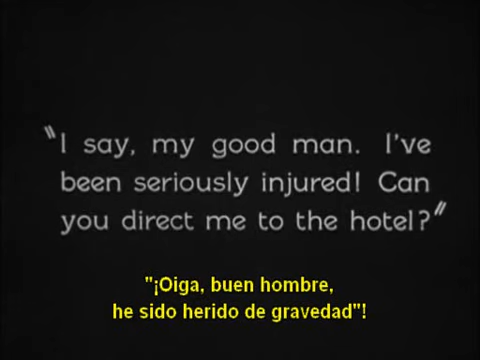 "I say, my good man. I've
been seriously injured! Can
you direct me to the hotel?"
"¡Oiga, buen hombre,
he sido herido de gravedad"!